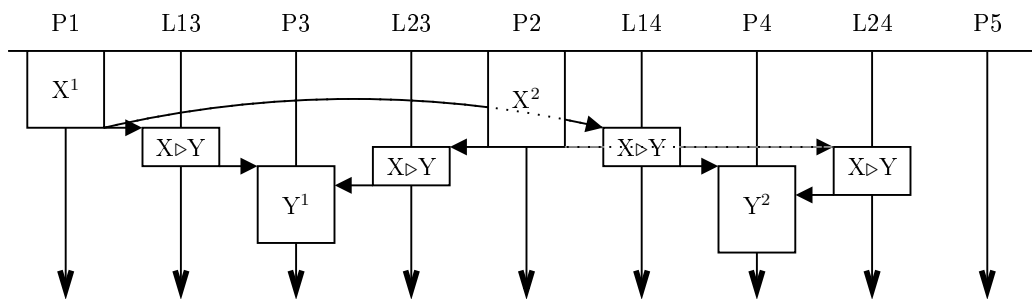 P1 L13 P3 L23 P2 L14 P4 L24 P5
X¹ X²
X▷Y X▷Y
X▷Y X▷Y
Y¹ Y²